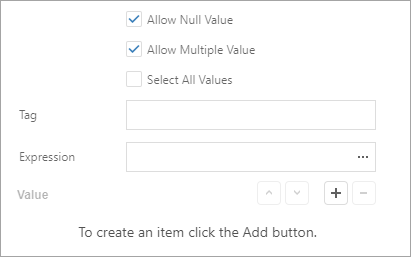 Allow Null Value
Allow Multiple Value
Select All Values
Tag
Expression ...
Value
To create an item click the Add button.